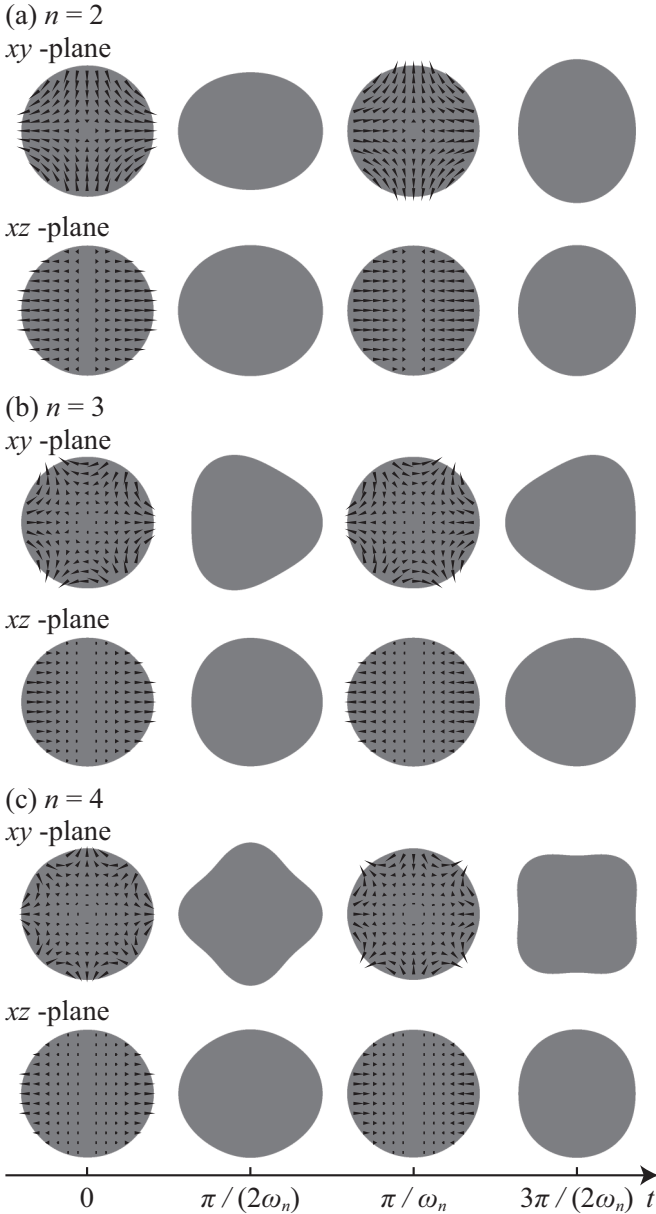 (a) n = 2
xy -plane
xz -plane
(b) n = 3
xy -plane
xz -plane
(c) n = 4
xy -plane
xz -plane
0 π / (2ωₙ) π / ωₙ 3π / (2ωₙ) t